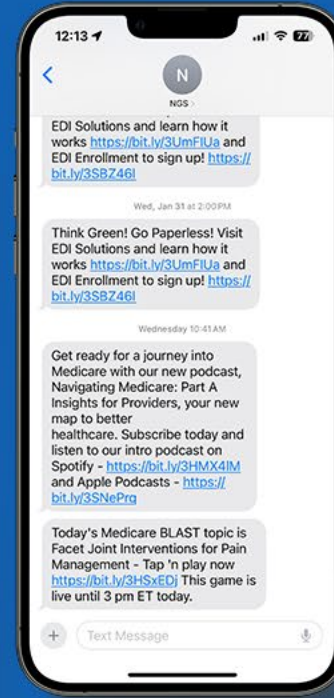 12:13
77
N
NGS
EDI Solutions and learn how it
works https://bit.ly/3UmFlUa and
EDI Enrollment to sign up! https://
bit.ly/3SBZ46I
Wed, Jan 31 at 2:00 PM
Think Green! Go Paperless! Visit
EDI Solutions and learn how it
works https://bit.ly/3UmFlUa and
EDI Enrollment to sign up! https://
bit.ly/3SBZ46I
Wednesday 10:41 AM
Get ready for a journey into
Medicare with our new podcast,
Navigating Medicare: Part A
Insights for Providers, your new
map to better
healthcare. Subscribe today and
listen to our intro podcast on
Spotify - https://bit.ly/3HMX4lM
and Apple Podcasts - https://
bit.ly/3SNePrq
Today's Medicare BLAST topic is
Facet Joint Interventions for Pain
Management - Tap 'n play now
https://bit.ly/3HSxEDj This game is
live until 3 pm ET today.
Text Message